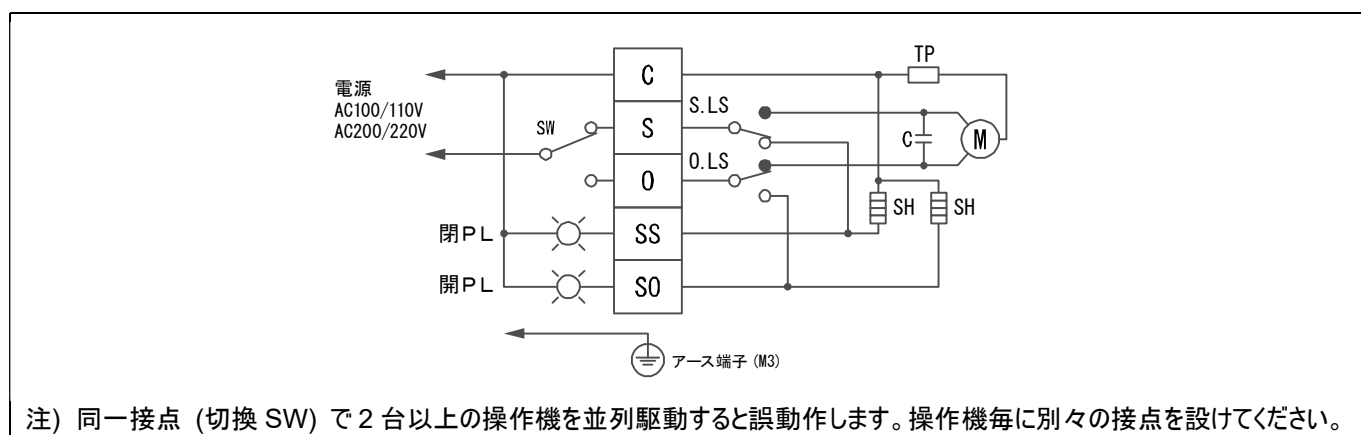 TP
C
電源
AC100/110V
AC200/220V
S.LS
SW
S
C
M
O.LS
O
SH
SH
閉PL
SS
開PL
SO
アース端子 (M3)
注) 同一接点 (切換 SW) で 2 台以上の操作機を並列駆動すると誤動作します。操作機毎に別々の接点を設けてください。